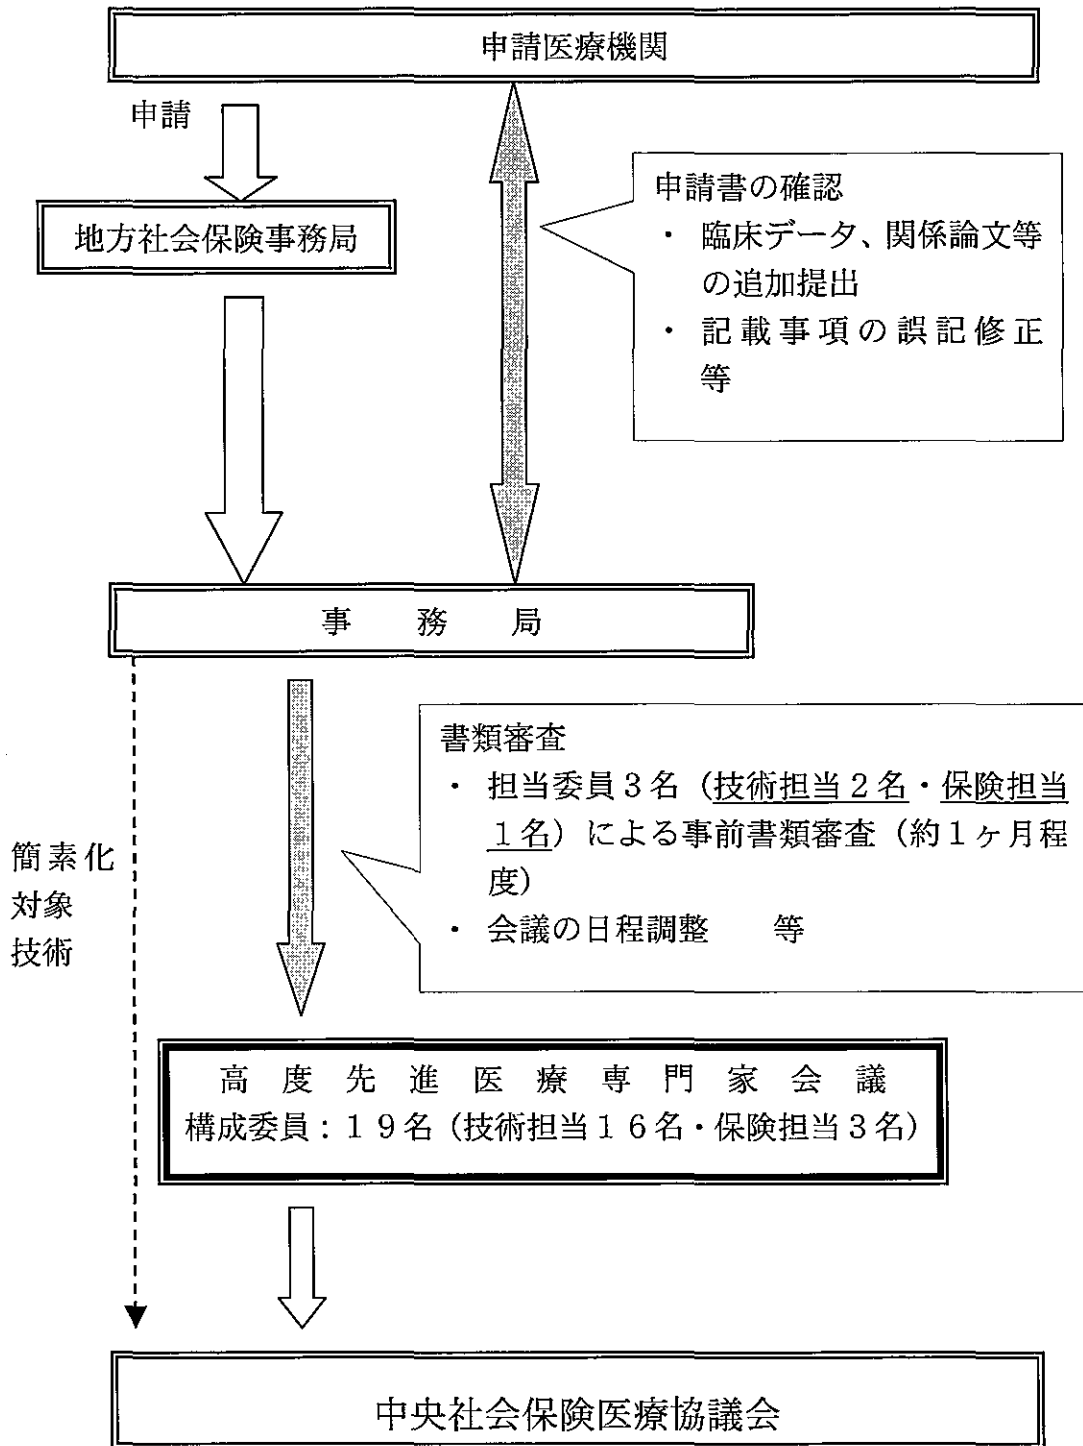 申請医療機関
申請
地方社会保険事務局
申請書の確認
・ 臨床データ、関係論文等
の追加提出
・ 記載事項の誤記修正
等
事 務 局
書類審査
・ 担当委員3名（技術担当2名・保険担当
1名）による事前書類審査（約1ヶ月程
度）
・ 会議の日程調整 等
簡素化
対象
技術
高度先進医療専門家会議
構成委員：19名（技術担当16名・保険担当3名）
中央社会保険医療協議会